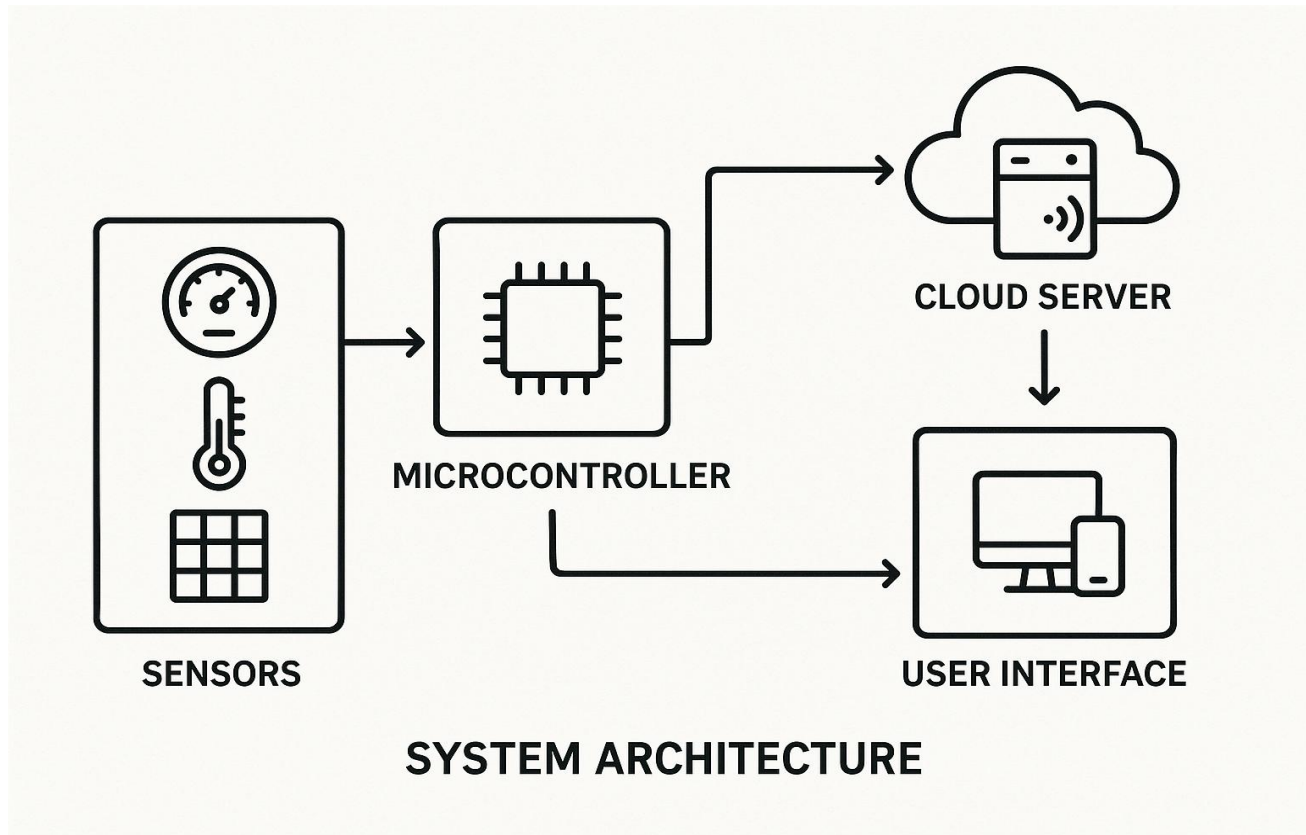 CLOUD SERVER
MICROCONTROLLER
SENSORS
USER INTERFACE
SYSTEM ARCHITECTURE